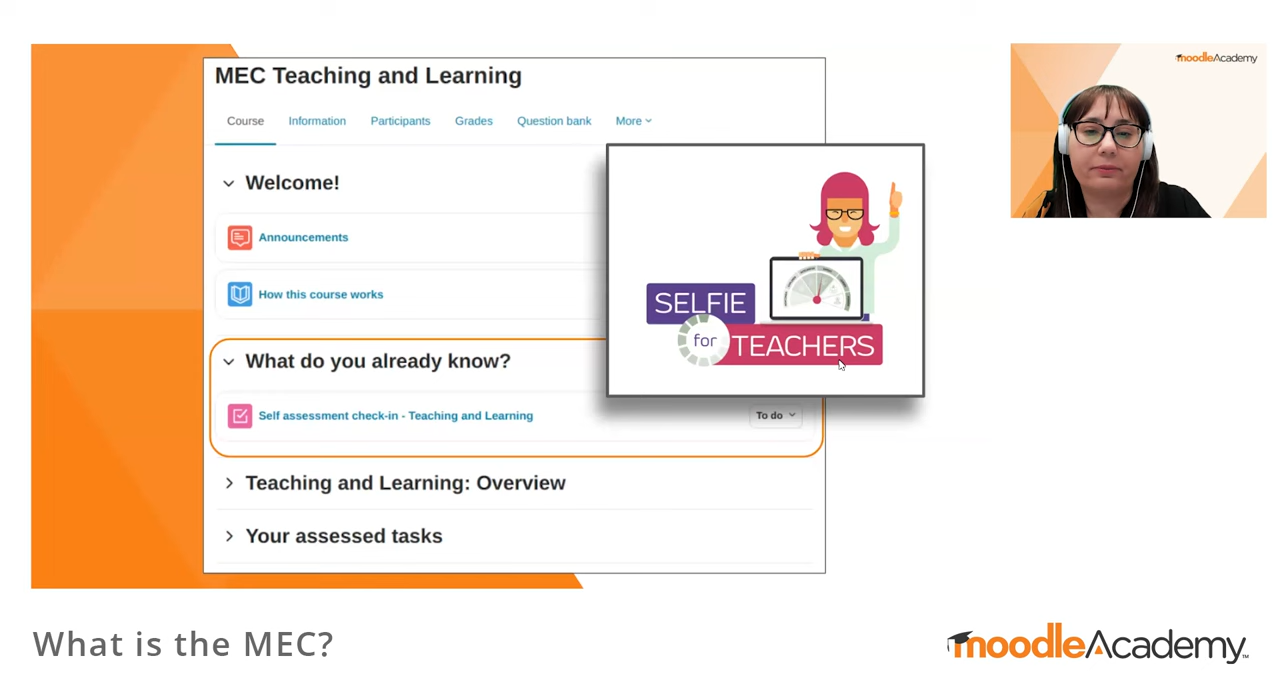 MEC Teaching and Learning
Course Information Participants Grades Question bank More
Welcome!
Announcements
How this course works
What do you already know?
Self assessment check-in - Teaching and Learning
To do
Teaching and Learning: Overview
Your assessed tasks
SELFIE
for
TEACHERS
moodleAcademy
What is the MEC?
moodleAcademy™